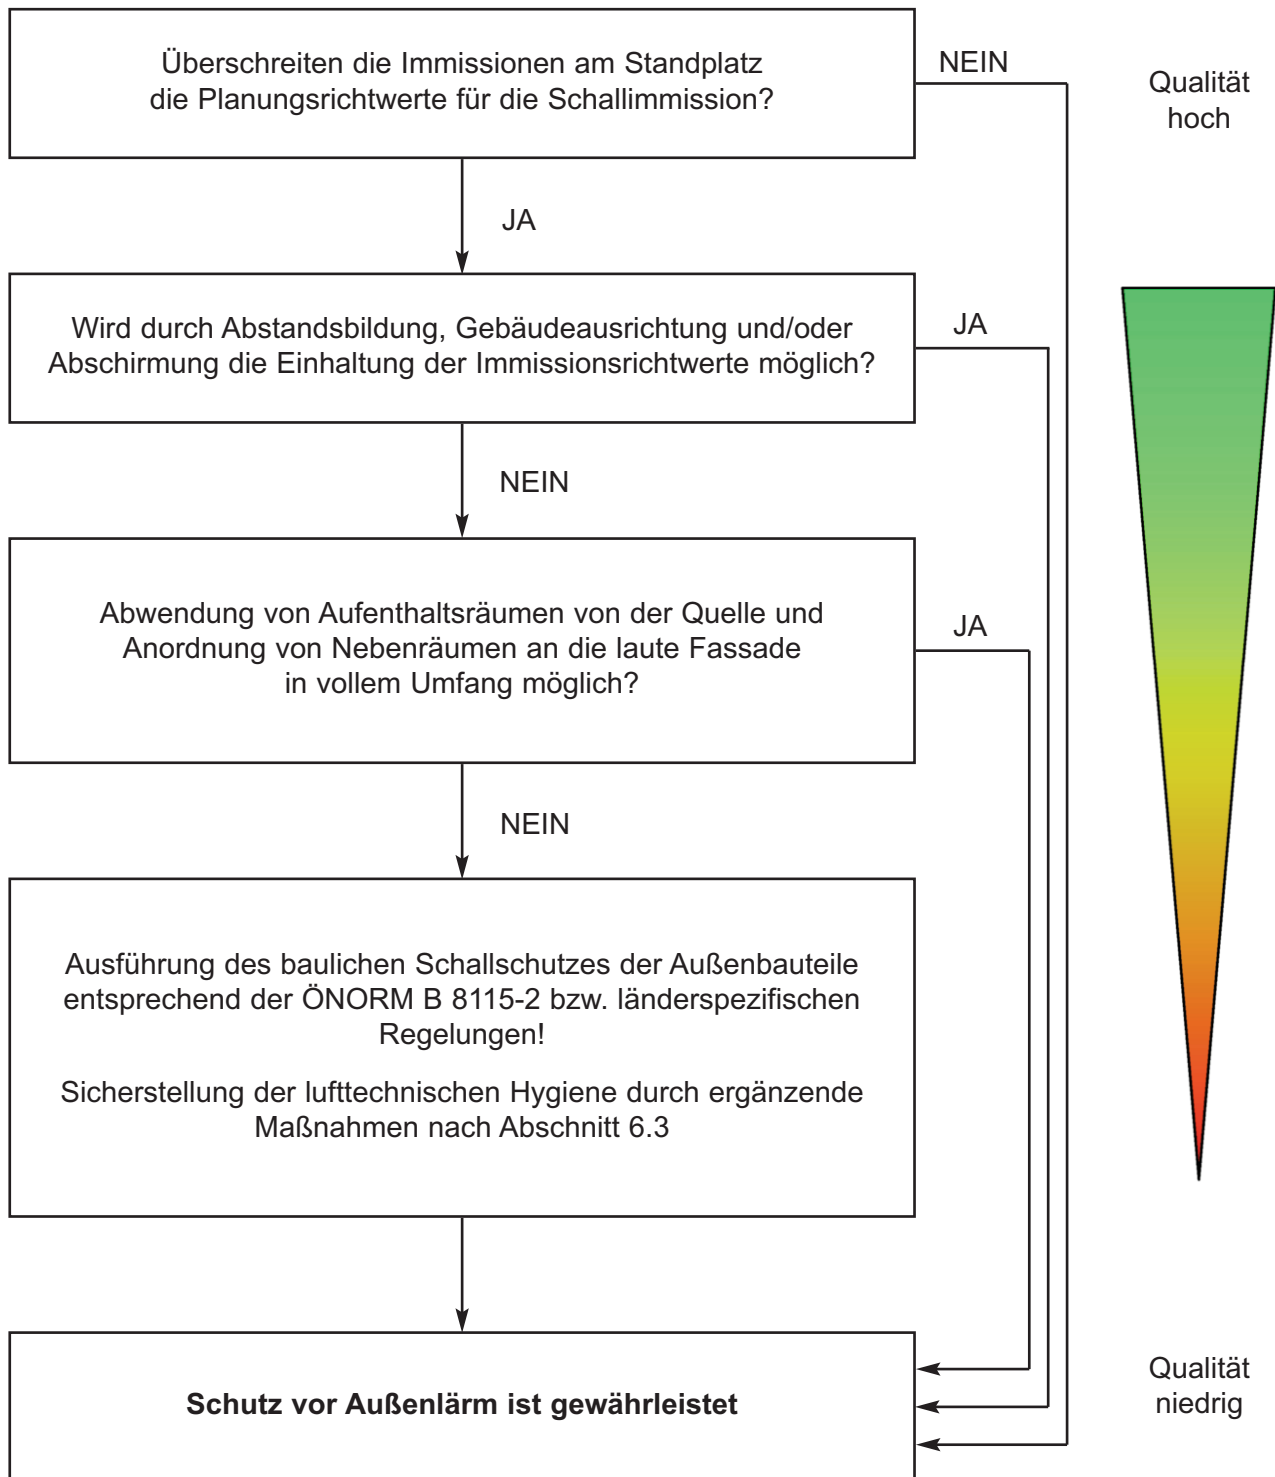 Überschreiten die Immissionen am Standplatz
die Planungsrichtwerte für die Schallimmission?
NEIN
Qualität
hoch
JA
Wird durch Abstandsbildung, Gebäudeausrichtung und/oder
Abschirmung die Einhaltung der Immissionsrichtwerte möglich?
JA
NEIN
Abwendung von Aufenthaltsräumen von der Quelle und
Anordnung von Nebenräumen an die laute Fassade
in vollem Umfang möglich?
JA
NEIN
Ausführung des baulichen Schallschutzes der Außenbauteile
entsprechend der ÖNORM B 8115-2 bzw. länderspezifischen
Regelungen!
Sicherstellung der lufttechnischen Hygiene durch ergänzende
Maßnahmen nach Abschnitt 6.3
Schutz vor Außenlärm ist gewährleistet
Qualität
niedrig